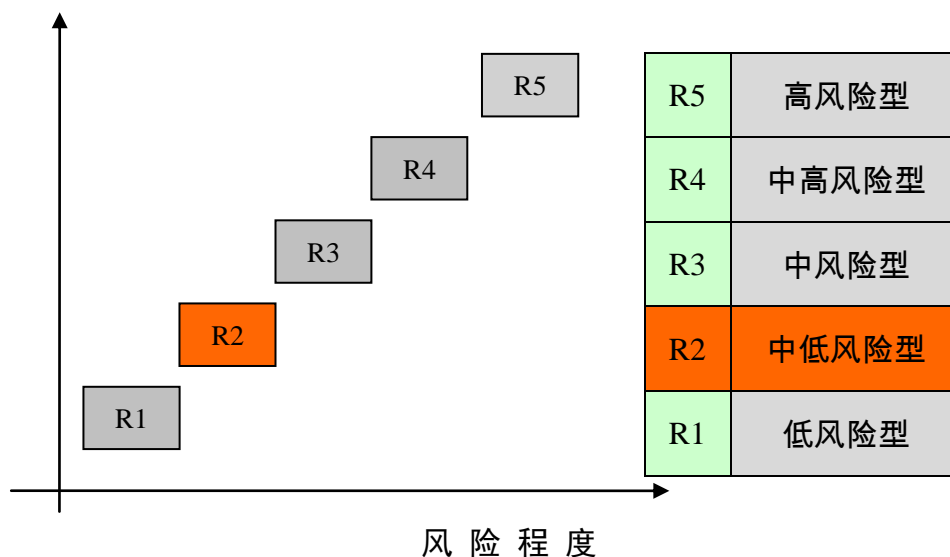 R5
R4
R3
R2
R1
R5 高风险型
R4 中高风险型
R3 中风险型
R2 中低风险型
R1 低风险型
风险程度